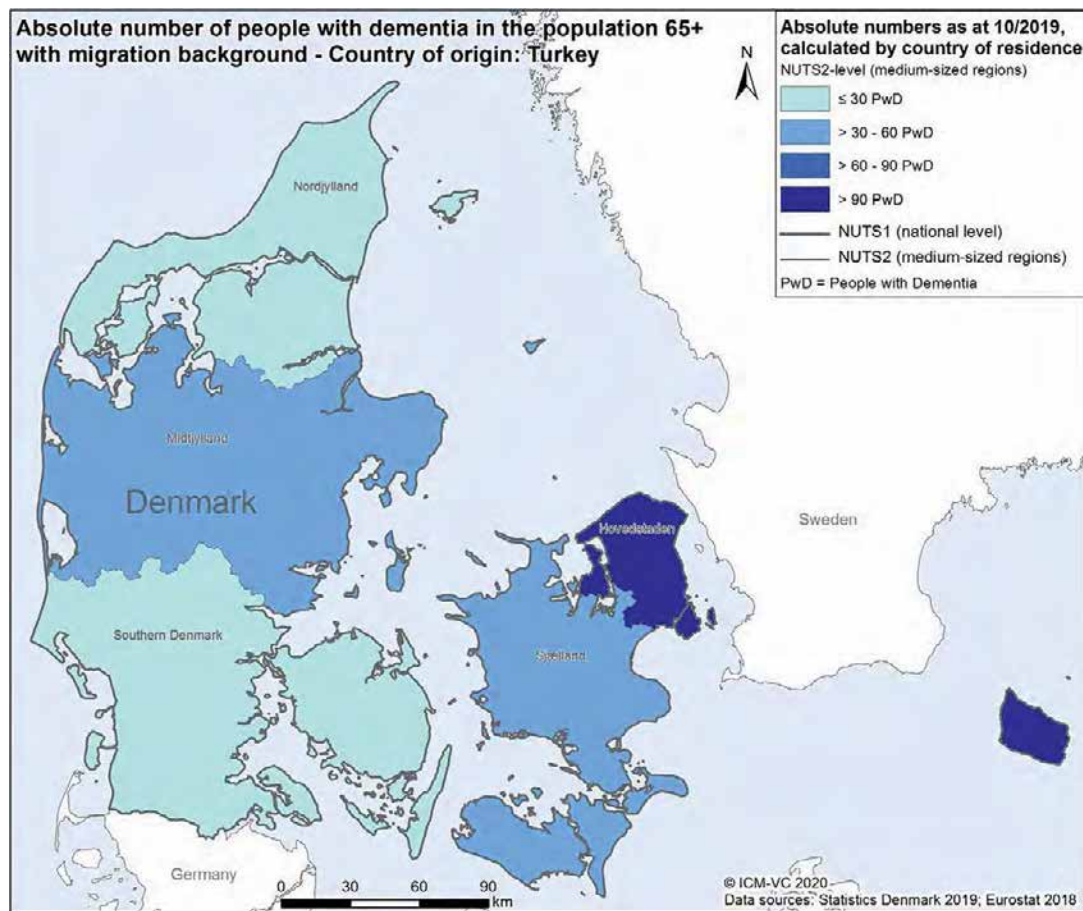 Absolute number of people with dementia in the population 65+
with migration background - Country of origin: Turkey
N
Absolute numbers as at 10/2019,
calculated by country of residence
NUTS2-level (medium-sized regions)
≤ 30 PwD
> 30 - 60 PwD
> 60 - 90 PwD
> 90 PwD
NUTS1 (national level)
NUTS2 (medium-sized regions)
PwD = People with Dementia
Nordjylland
Midtjylland
Denmark
Hovedstaden
Sweden
Southern Denmark
Sjælland
Germany
0 30 60 90
km
© ICM-VC 2020
Data sources: Statistics Denmark 2019; Eurostat 2018